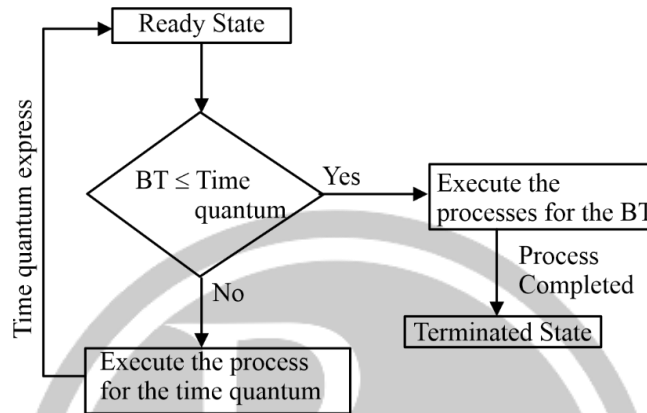 Ready State
BT ≤ Time
quantum
Yes
Execute the
processes for the BT
Process
Completed
Terminated State
No
Execute the process
for the time quantum
Time quantum express